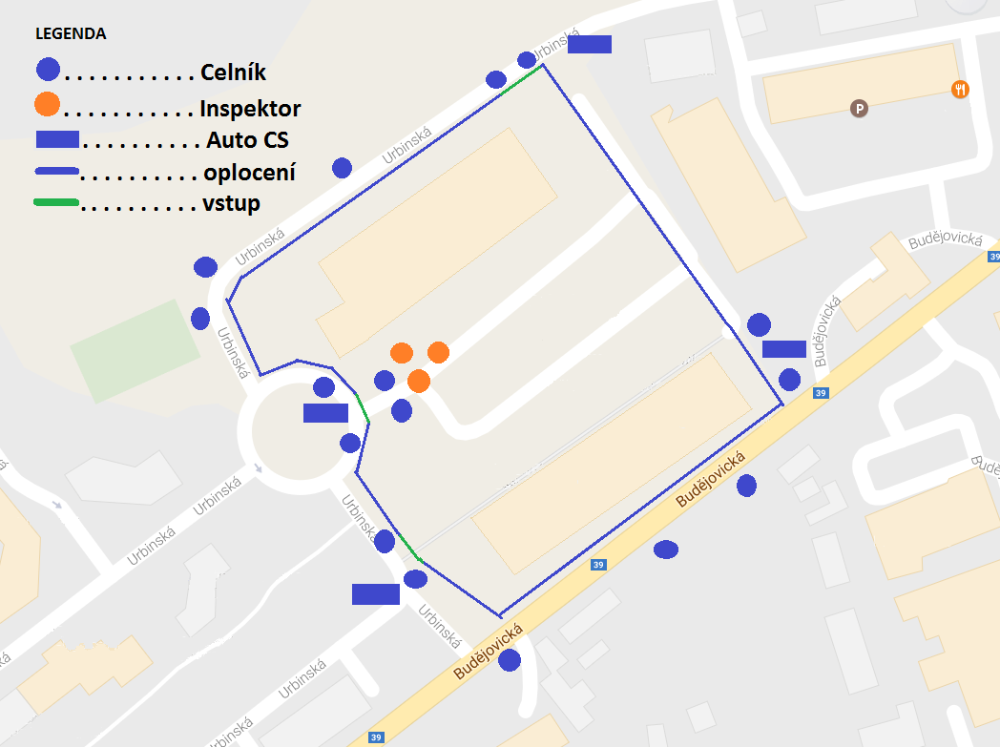 LEGENDA
. . . . . . . . . . . Celník
. . . . . . . . . . . Inspektor
. . . . . . . . . . Auto CS
. . . . . . . . . . oplocení
. . . . . . . . . . vstup
Urbinská
Urbinská
Urbinská
Urbinská
P
Budějovická
39
Budějovická
39
Budějovická
Urbinská
Urbinská
Urbinská
39
Urbinská
Budějovická
Urbinská
39